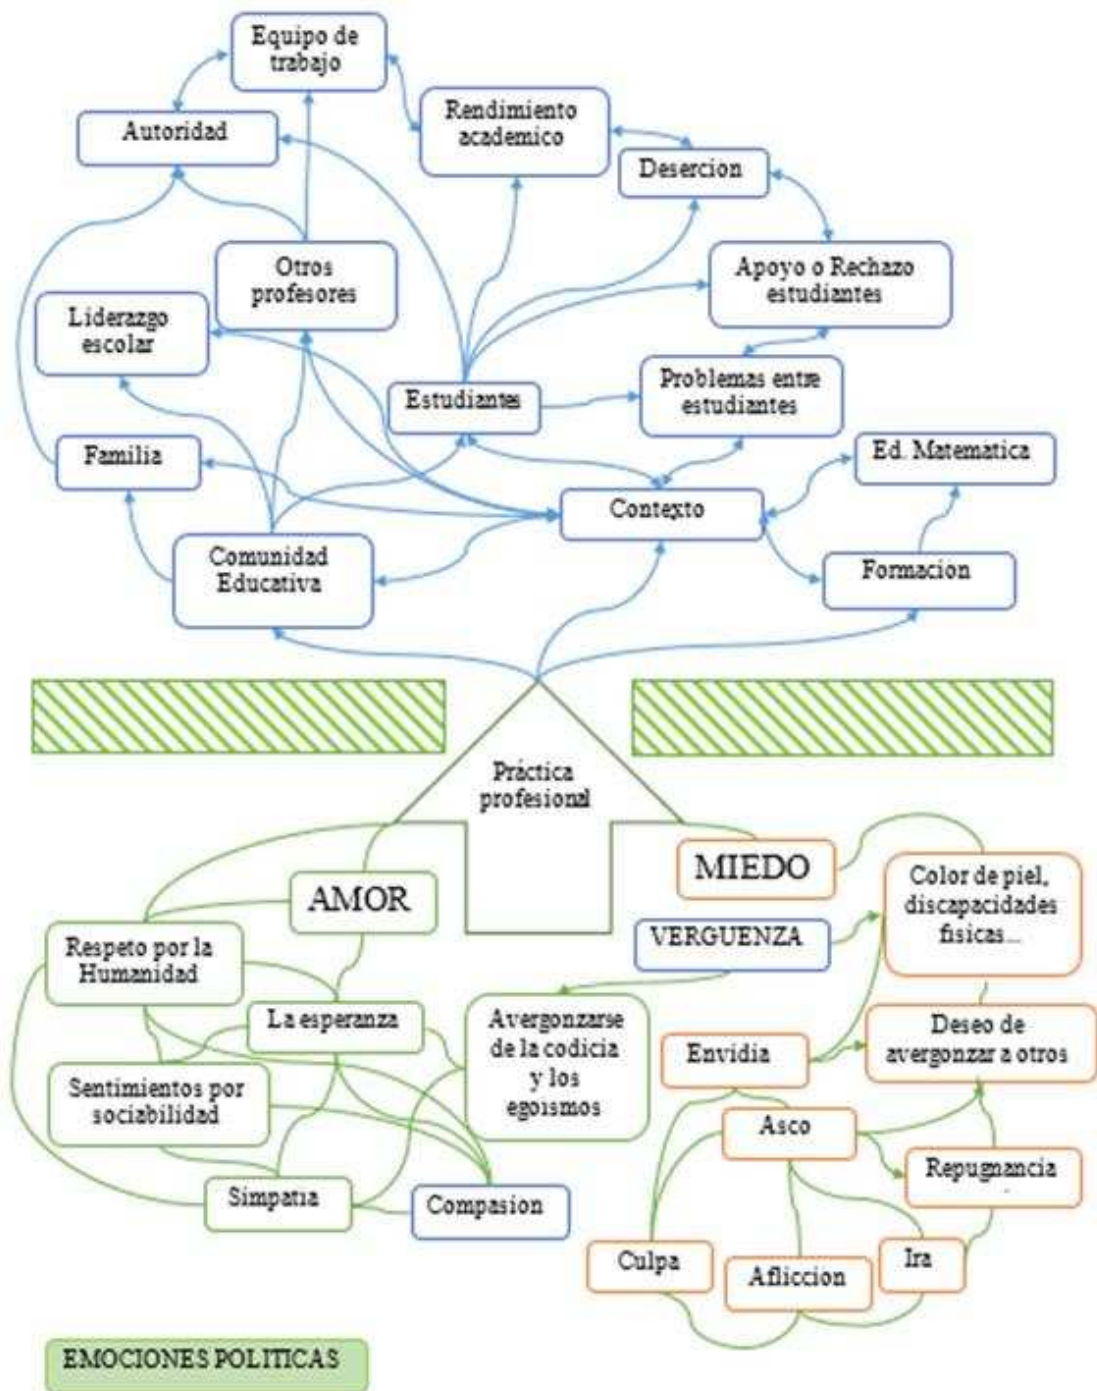 Equipo de
trabajo
Autoridad
Rendimiento
academico
Desercion
Otros
profesores
Apoyo o Rechazo
estudiantes
Liderazgo
escolar
Estudiantes
Problemas entre
estudiantes
Familia
Ed. Matematica
Contexto
Comunidad
Educativa
Formacion
Práctica
profesional
AMOR
MIEDO
Color de piel,
discapacidades
fisicas...
VERGUENZA
Respeto por la
Humanidad
La esperanza
Avergonzarse
de la codicia
y los
egoismos
Envidia
Deseo de
avergonzar a otros
Sentimientos por
sociabilidad
Asco
Repugnancia
Simpatia
Compasion
Culpa
Afliccion
Ira
EMOCIONES POLITICAS